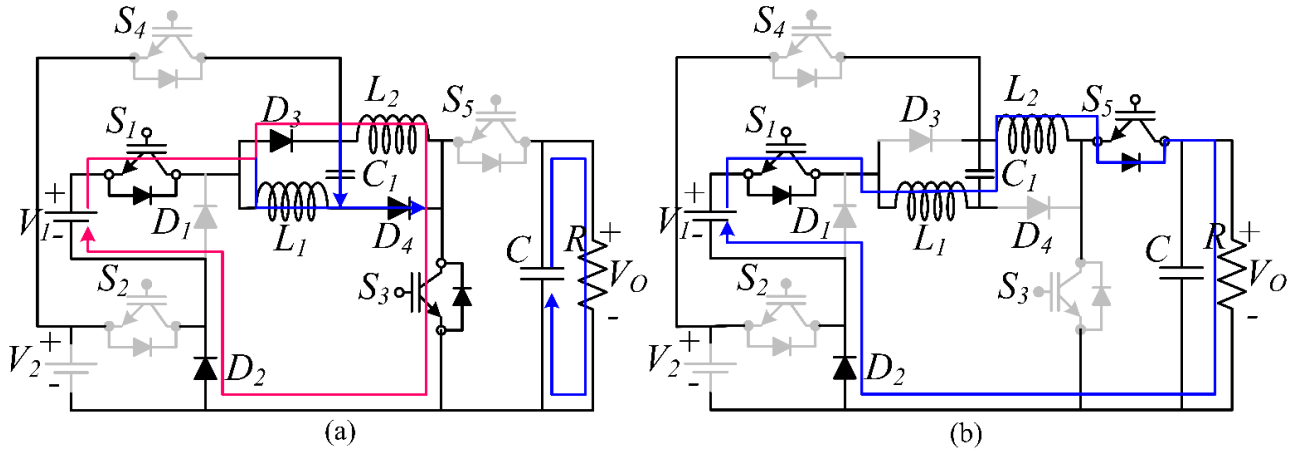 S4
L2
S5
D3
S1
C1
+
V1
-
D1
L1
D4
C
R
+
VO
-
S2
S3
+
V2
-
D2
(a)
S4
L2
S5
D3
S1
C1
+
V1
-
D1
L1
D4
C
R
+
VO
-
S2
S3
+
V2
-
D2
(b)